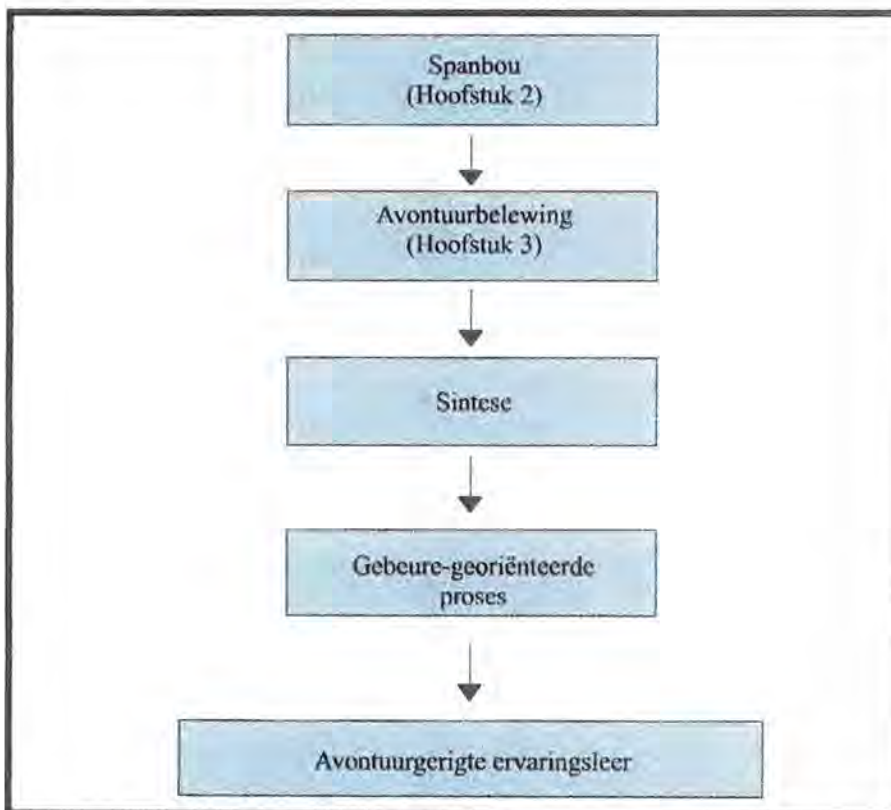 Spanbou
(Hoofstuk 2)
Avontuurbelewing
(Hoofstuk 3)
Sintese
Gebeure-georiënteerde
proses
Avontuurgerigte ervaringsleer